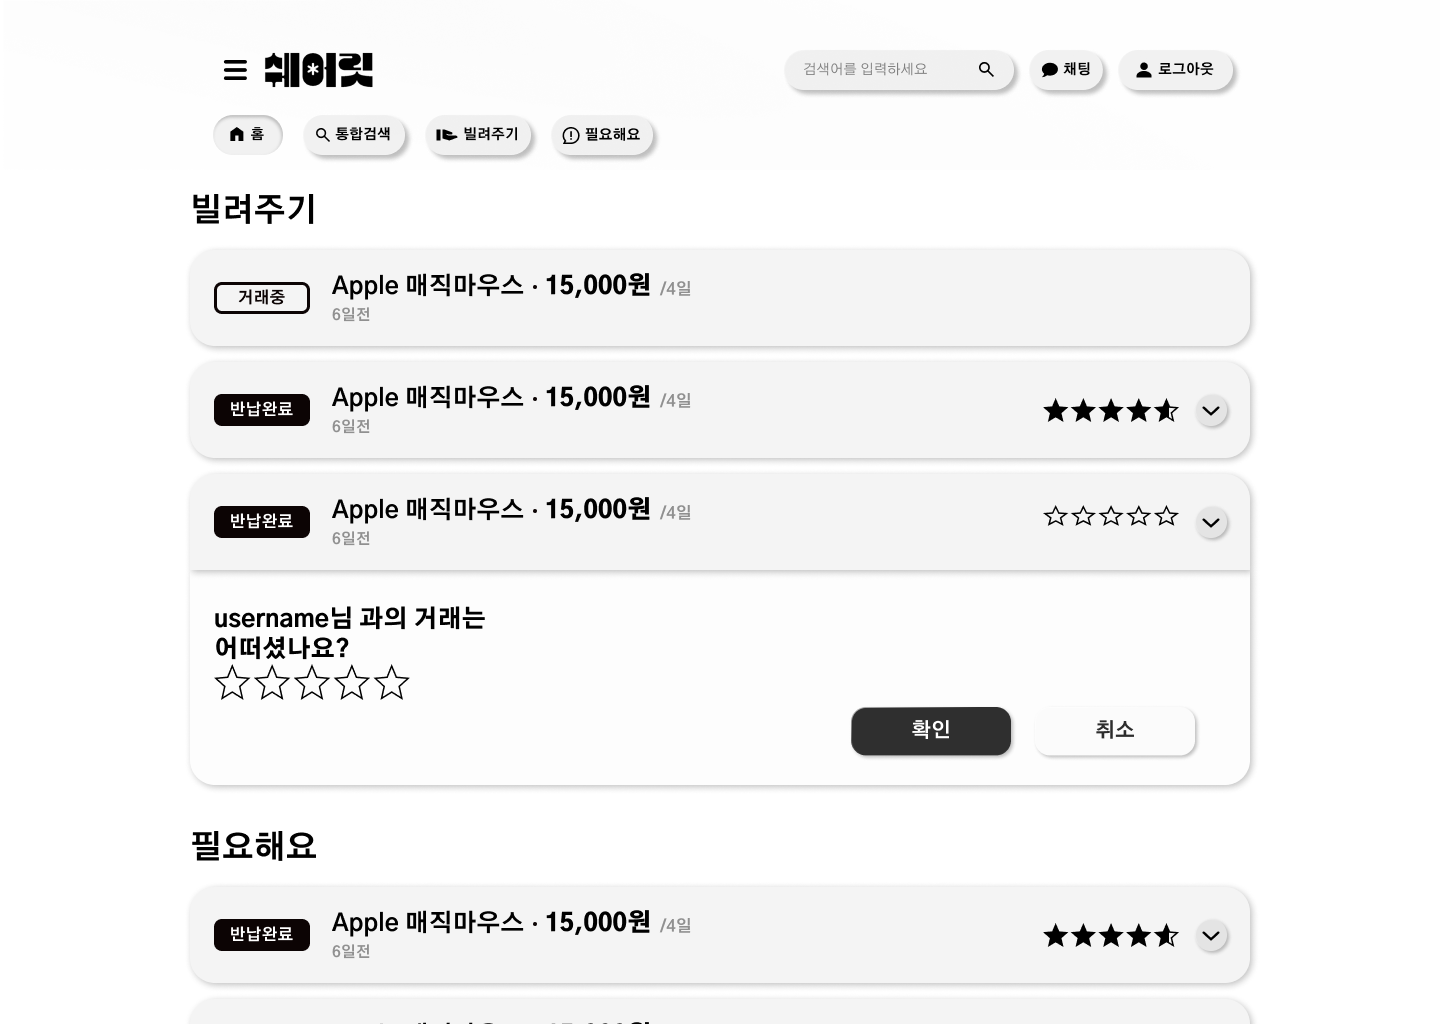 쉐어릿
검색어를 입력하세요
채팅
로그아웃
홈
통합검색
빌려주기
필요해요
빌려주기
거래중
Apple 매직마우스 · 15,000원 /4일
6일전
반납완료
Apple 매직마우스 · 15,000원 /4일
6일전
반납완료
Apple 매직마우스 · 15,000원 /4일
6일전
username님 과의 거래는
어떠셨나요?
확인
취소
필요해요
반납완료
Apple 매직마우스 · 15,000원 /4일
6일전